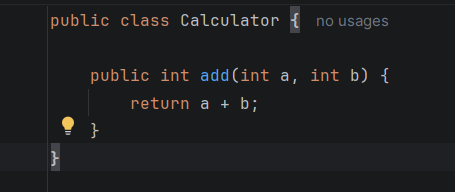 public class Calculator { no usages
public int add(int a, int b) {
return a + b;
}
}